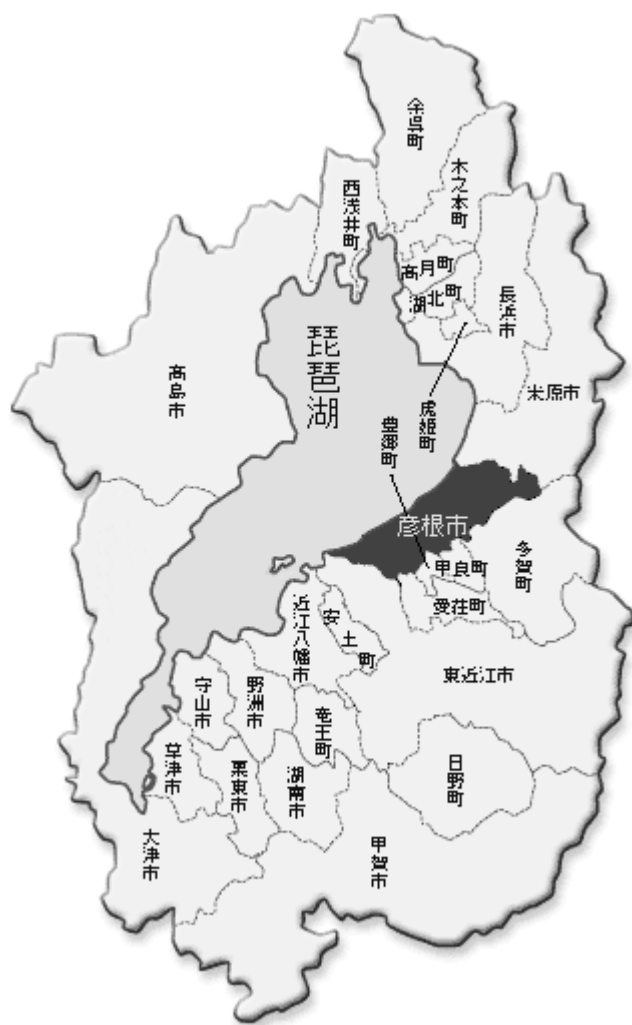 余呉町
木之本町
西浅井町
高月町
湖北町
長浜市
琵琶湖
高島市
虎姫町
米原市
豊郷町
彦根市
多賀町
甲良町
愛荘町
近江八幡市
安土町
東近江市
守山市
野洲市
竜王町
草津市
栗東市
湖南市
日野町
大津市
甲賀市